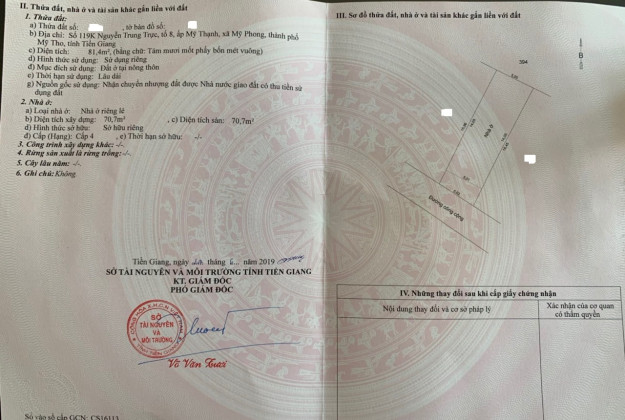 II. Thửa đất, nhà ở và tài sản khác gắn liền với đất
1. Thửa đất:
a) Thửa đất số: , tờ bản đồ số:
b) Địa chỉ: Số 119K Nguyễn Trung Trực, tổ 8, ấp Mỹ Thạnh, xã Mỹ Phong, thành phố
Mỹ Tho, tỉnh Tiền Giang
c) Diện tích: 81,4m², (bằng chữ: Tám mươi mốt phẩy bốn mét vuông)
d) Hình thức sử dụng: Sử dụng riêng
đ) Mục đích sử dụng: Đất ở tại nông thôn
e) Thời hạn sử dụng: Lâu dài
g) Nguồn gốc sử dụng: Nhận chuyển nhượng đất được Nhà nước giao đất có thu tiền sử
dụng đất
2. Nhà ở:
a) Loại nhà ở: Nhà ở riêng lẻ
b) Diện tích xây dựng: 70,7m² , c) Diện tích sàn: 70,7m²
d) Hình thức sở hữu: Sở hữu riêng
đ) Cấp (Hạng): Cấp 4 , e) Thời hạn sở hữu: -/-
3. Công trình xây dựng khác: -/-
4. Rừng sản xuất là rừng trồng: -/-
5. Cây lâu năm: -/-
6. Ghi chú: Không
Tiền Giang, ngày tháng năm 2019
SỞ TÀI NGUYÊN VÀ MÔI TRƯỜNG TỈNH TIỀN GIANG
KT. GIÁM ĐỐC
PHÓ GIÁM ĐỐC
SỞ
TÀI NGUYÊN
VÀ
MÔI TRƯỜNG
Võ Văn
Số vào sổ cấp GCN: CS16113
III. Sơ đồ thửa đất, nhà ở và tài sản khác gắn liền với đất
B
394
Nhà ở
Đường công cộng
IV. Những thay đổi sau khi cấp giấy chứng nhận
Nội dung thay đổi và cơ sở pháp lý
Xác nhận của cơ quan
có thẩm quyền